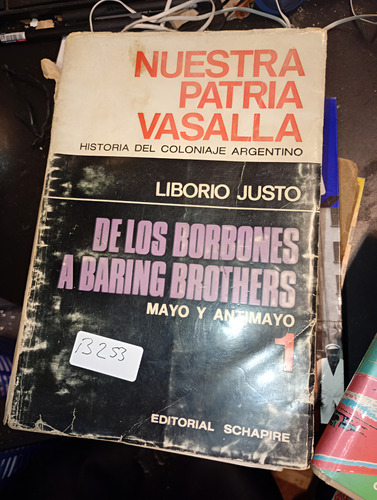 NUESTRA
PATRIA
VASALLA
HISTORIA DEL COLONIAJE ARGENTINO
LIBORIO JUSTO
DE LOS BORBONES
A BARING BROTHERS
MAYO Y ANTIMAYO
1
13253
EDITORIAL SCHAPIRE